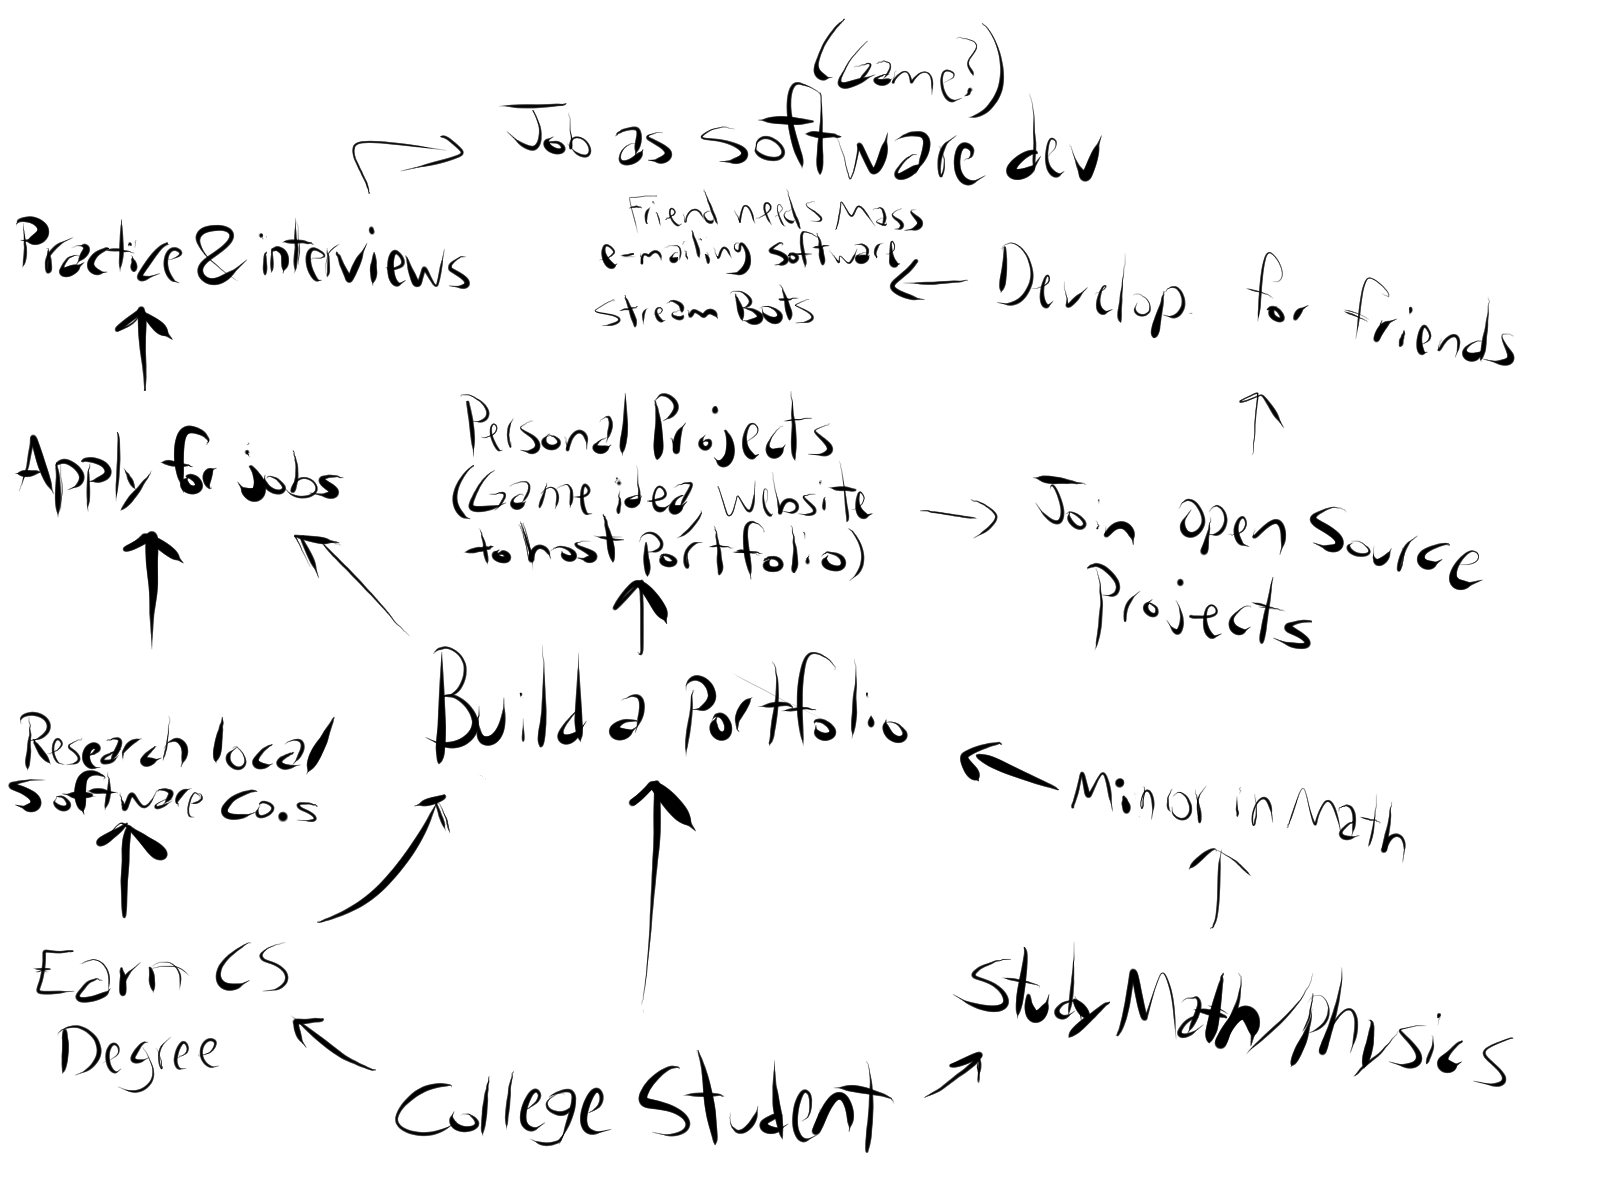 (Game?)
Job as software dev
Practice & interviews
Friend needs Mass
e-mailing software
Stream Bots
Develop for friends
Apply for jobs
Personal Projects
(Game idea, website
to host portfolio)
Join open source
Projects
Build a portfolio
Research local
Software Co.s
Minor in Math
Earn CS
Degree
Study Math/physics
College Student